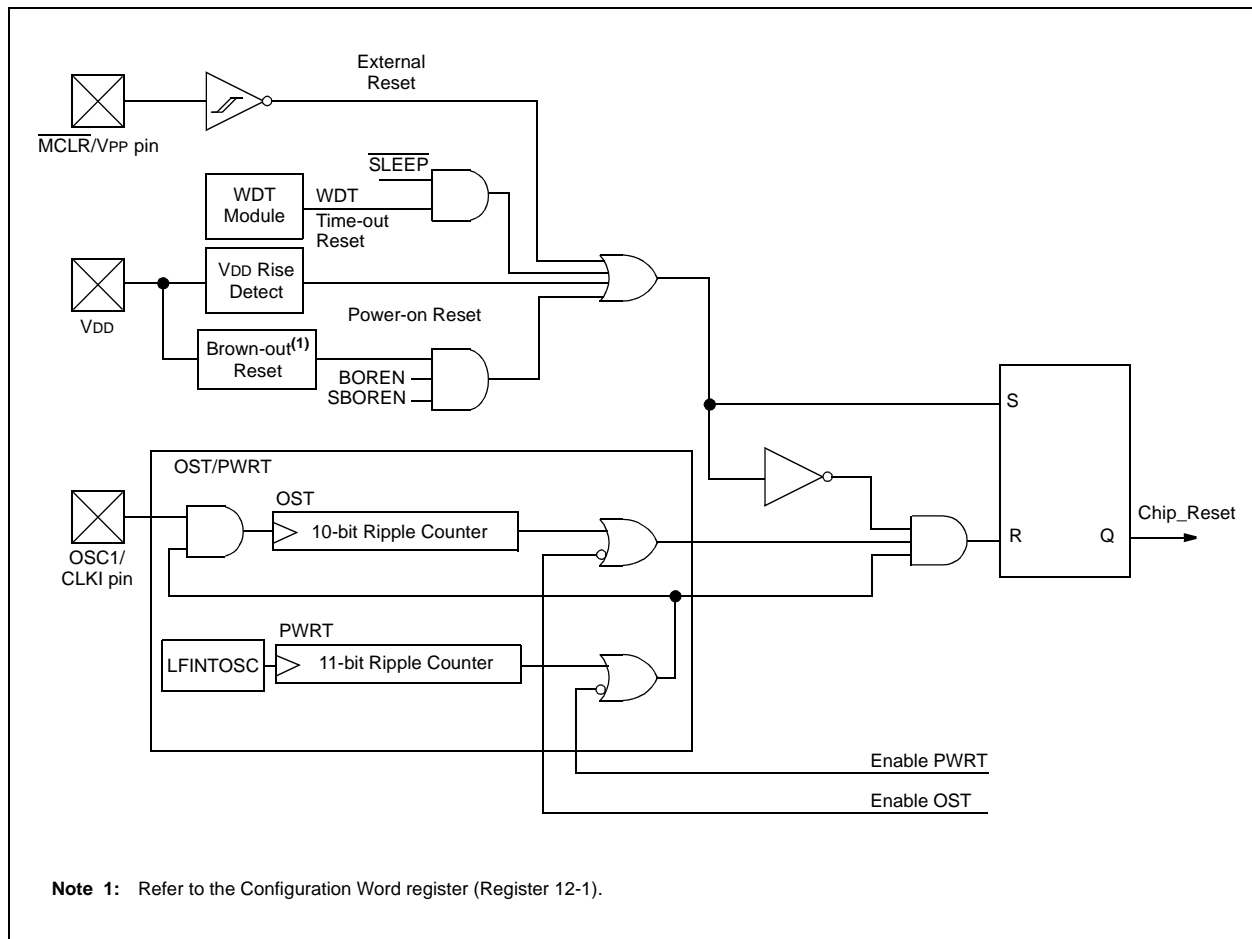 External
Reset
MCLR/VPP pin
SLEEP
WDT
Module
WDT
Time-out
Reset
VDD Rise
Detect
VDD
Power-on Reset
Brown-out(1)
Reset
BOREN
SBOREN
S
OST/PWRT
OST
10-bit Ripple Counter
OSC1/
CLKI pin
Chip_Reset
R
Q
PWRT
LFINTOSC
11-bit Ripple Counter
Enable PWRT
Enable OST
Note 1: Refer to the Configuration Word register (Register 12-1).